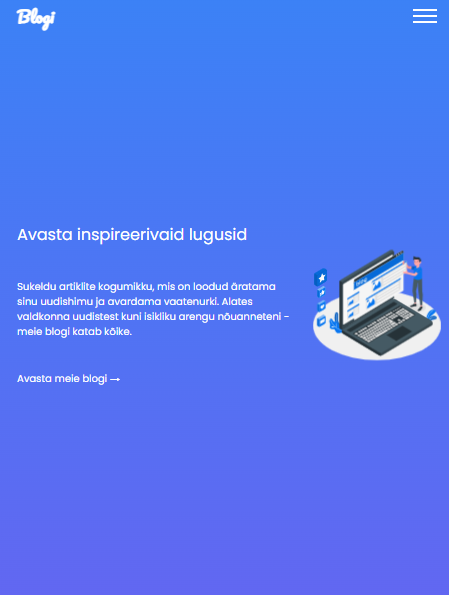 Blogi
Avasta inspireerivaid lugusid
Sukeldu artiklite kogumikku, mis on loodud äratama
sinu uudishimu ja avardama vaatenurki. Alates
valdkonna uudistest kuni isikliku arengu nõuanneteni -
meie blogi katab kõike.
Avasta meie blogi →